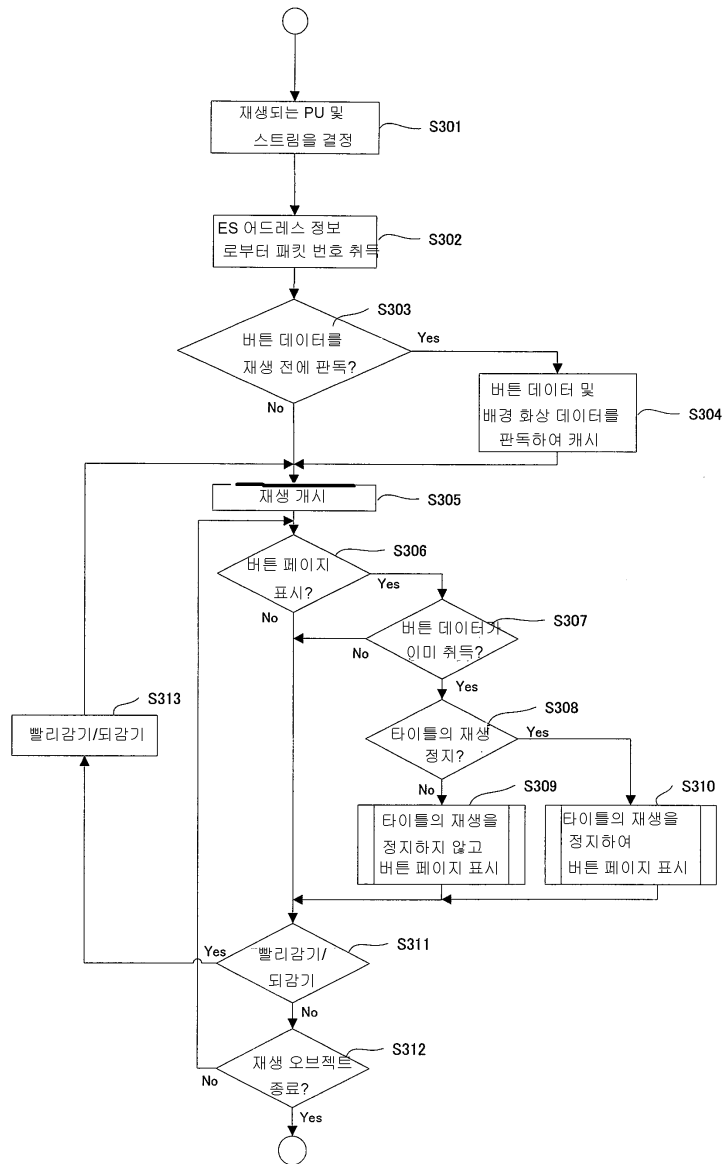 재생되는 PU 및
스트림을 결정
S301
ES 어드레스 정보
로부터 패킷 번호 취득
S302
S303
버튼 데이터를
재생 전에 판독?
Yes
No
버튼 데이터 및
배경 화상 데이터를
판독하여 캐시
S304
재생 개시
S305
S306
버튼 페이지
표시?
Yes
No
S307
버튼 데이터가
이미 취득?
No
Yes
S313
빨리감기/되감기
S308
타이틀의 재생
정지?
Yes
No
S309
타이틀의 재생을
정지하지 않고
버튼 페이지 표시
S310
타이틀의 재생을
정지하여
버튼 페이지 표시
Yes
빨리감기/
되감기
S311
No
S312
재생 오브젝트
종료?
No
Yes